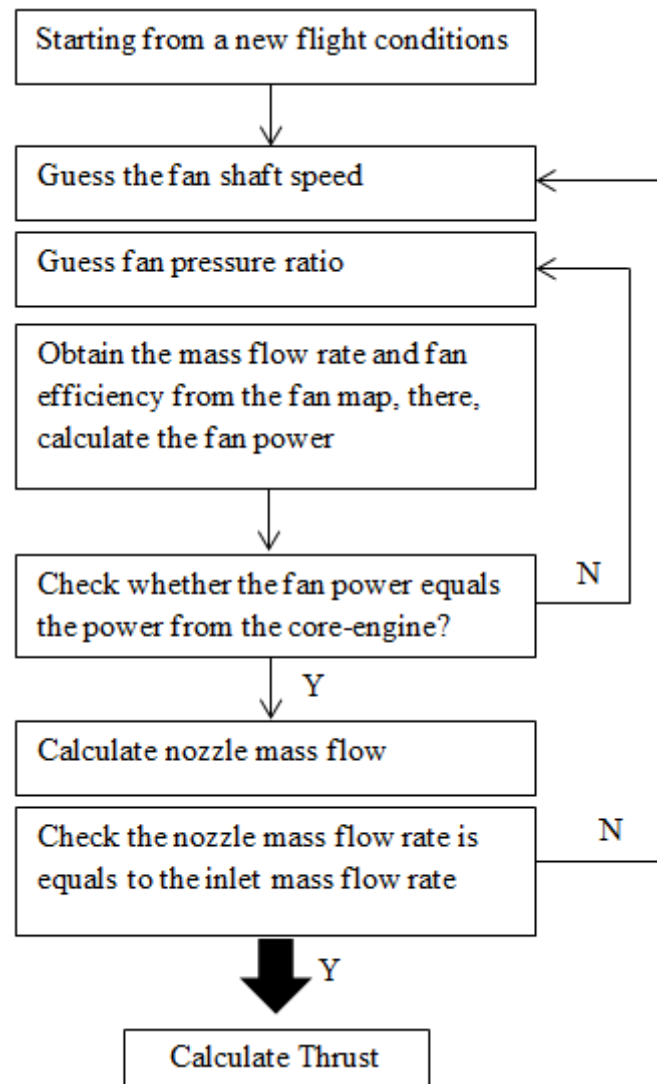 Starting from a new flight conditions
Guess the fan shaft speed
Guess fan pressure ratio
Obtain the mass flow rate and fan
efficiency from the fan map, there,
calculate the fan power
Check whether the fan power equals
the power from the core-engine?
N
Y
Calculate nozzle mass flow
Check the nozzle mass flow rate is
equals to the inlet mass flow rate
N
Y
Calculate Thrust